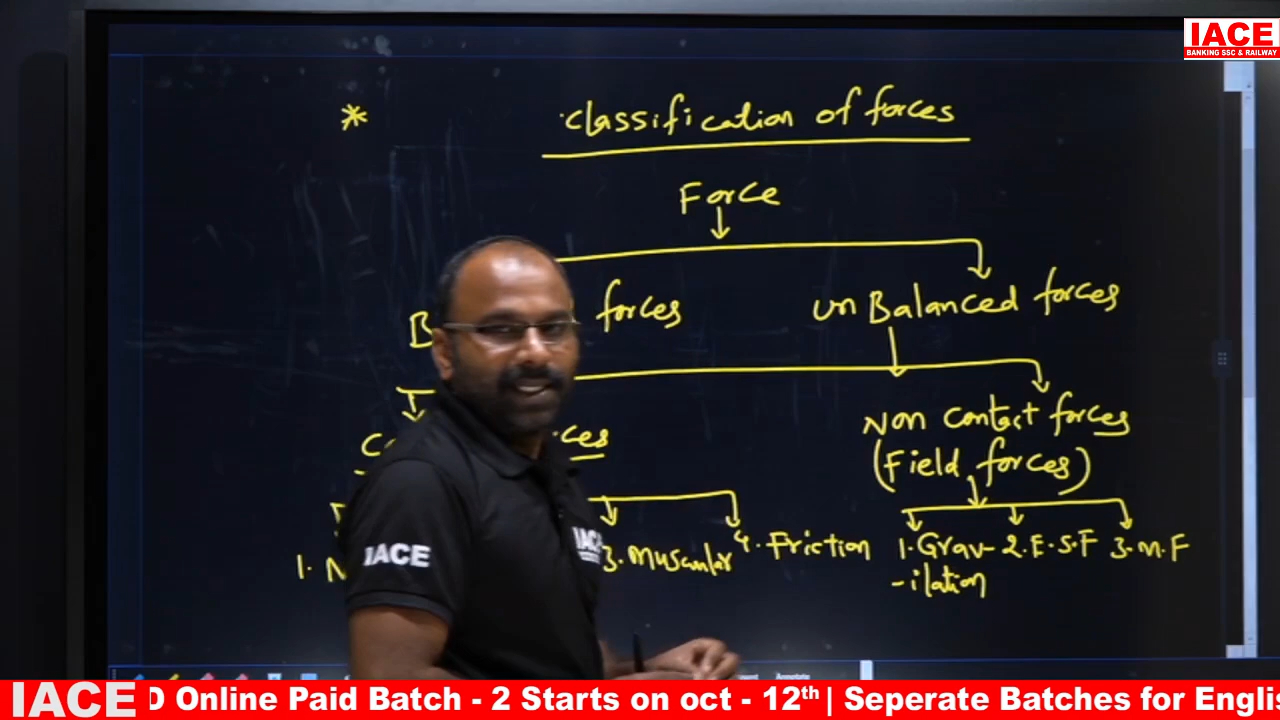 IACE
BANKING SSC & RAILWAY
* classification of forces
Force
forces
un Balanced forces
Non contact forces
(Field forces)
1. N
3. Muscular
4. Friction
1. Grav-
-ilation
2. E.S.F
3. M.F
IACE
IACE
IACE
D Online Paid Batch - 2 Starts on oct - 12th | Seperate Batches for Englis